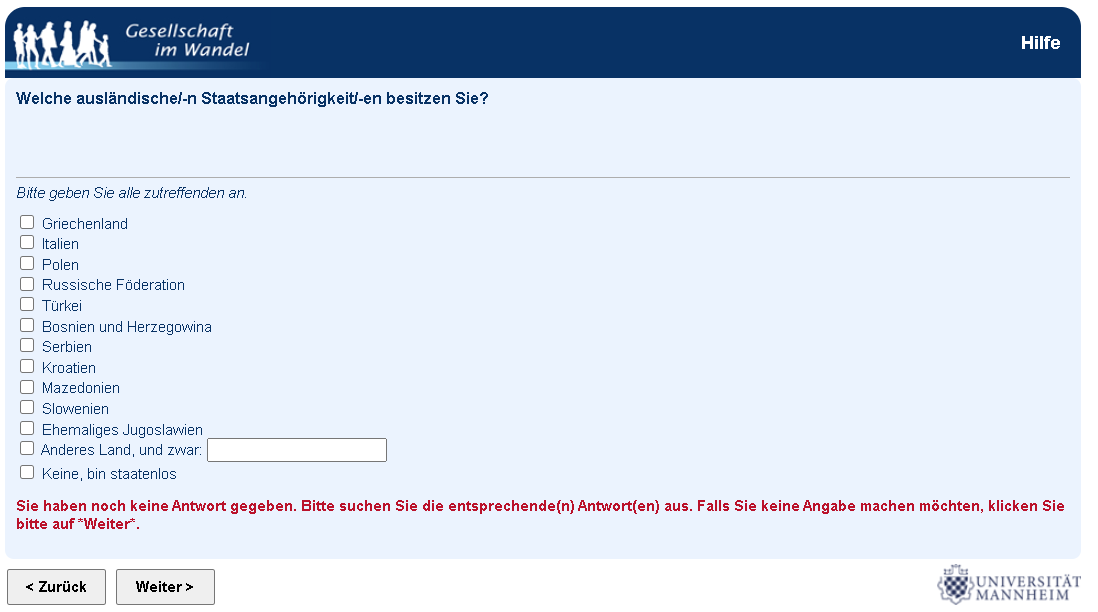 Gesellschaft
im Wandel
Hilfe
Welche ausländische/-n Staatsangehörigkeit/-en besitzen Sie?
Bitte geben Sie alle zutreffenden an.
Griechenland
Italien
Polen
Russische Föderation
Türkei
Bosnien und Herzegowina
Serbien
Kroatien
Mazedonien
Slowenien
Ehemaliges Jugoslawien
Anderes Land, und zwar:
Keine, bin staatenlos
Sie haben noch keine Antwort gegeben. Bitte suchen Sie die entsprechende(n) Antwort(en) aus. Falls Sie keine Angabe machen möchten, klicken Sie
bitte auf "Weiter".
< Zurück
Weiter >
UNIVERSITÄT
MANNHEIM